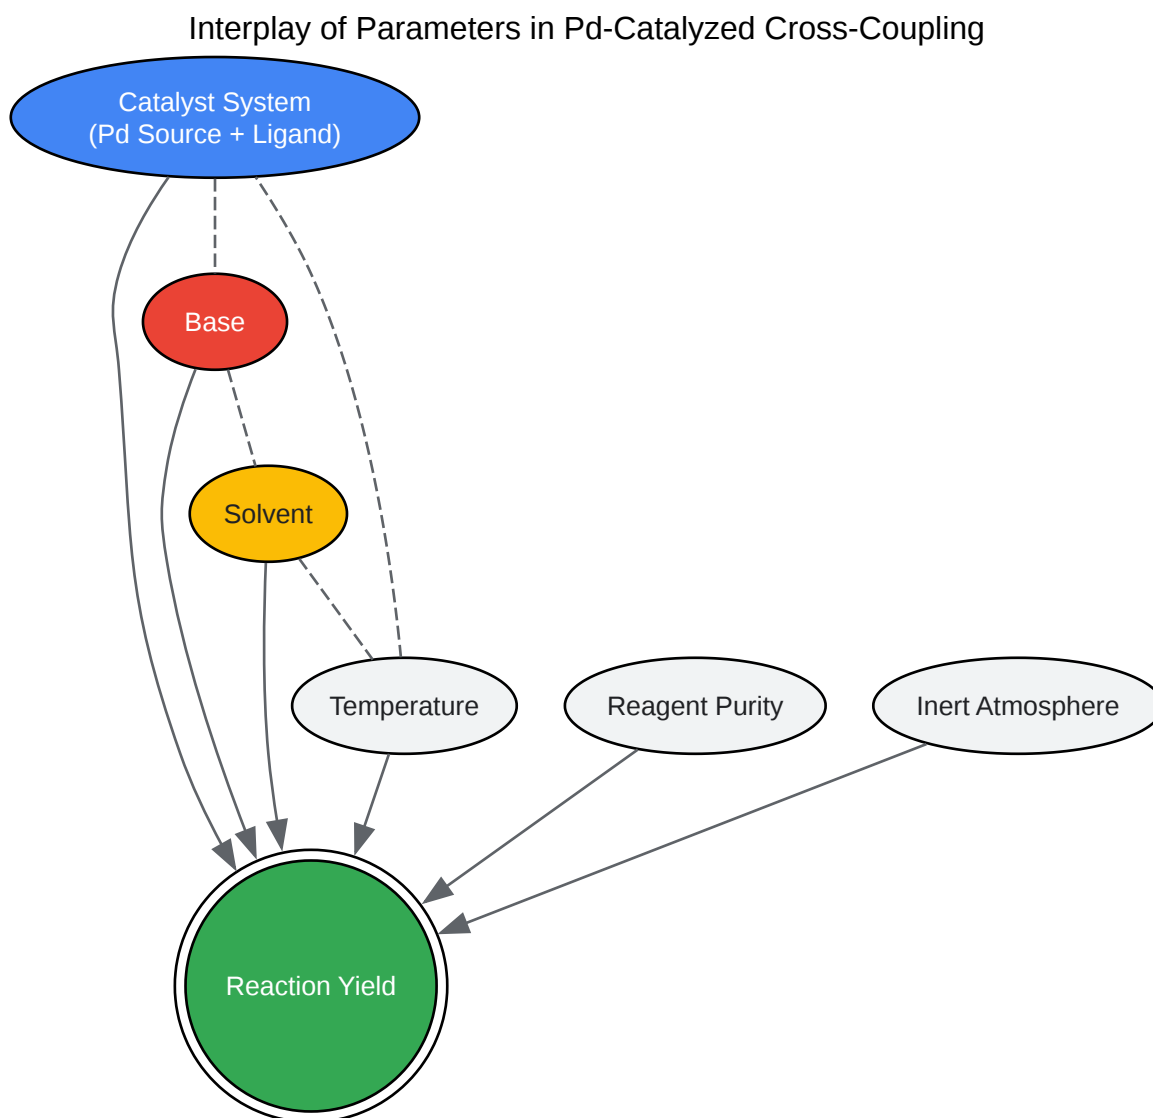 Interplay of Parameters in Pd-Catalyzed Cross-Coupling
Catalyst System
(Pd Source + Ligand)
Base
Solvent
Temperature
Reagent Purity
Inert Atmosphere
Reaction Yield